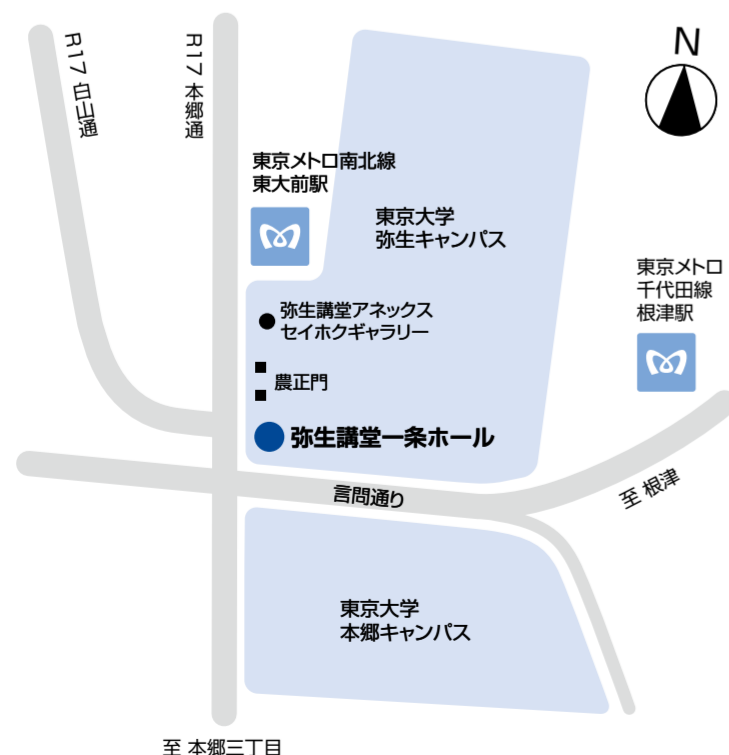 N
R17 白山通
R17 本郷通
東京メトロ南北線
東大前駅
東京大学
弥生キャンパス
東京メトロ
千代田線
根津駅
弥生講堂アネックス
セイホクギャラリー
農正門
弥生講堂一条ホール
言問通り
至 根津
東京大学
本郷キャンパス
至 本郷三丁目